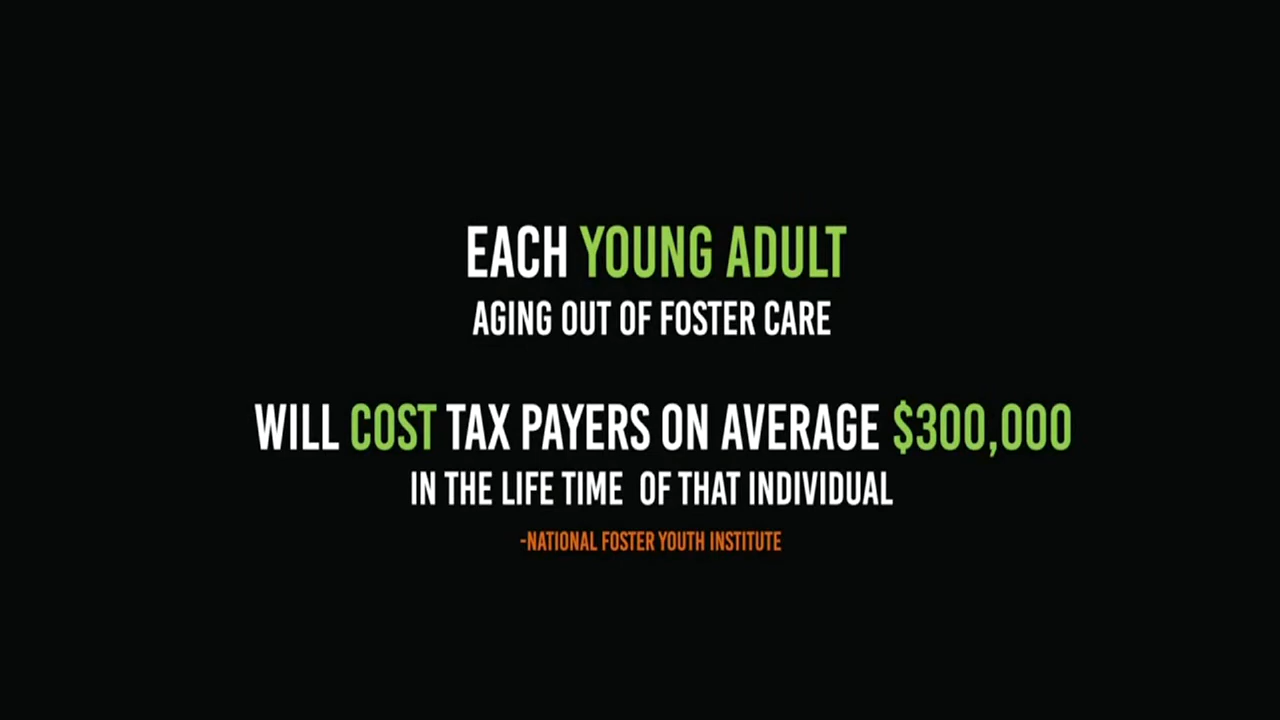 EACH YOUNG ADULT
AGING OUT OF FOSTER CARE
WILL COST TAX PAYERS ON AVERAGE $300,000
IN THE LIFE TIME OF THAT INDIVIDUAL
-NATIONAL FOSTER YOUTH INSTITUTE